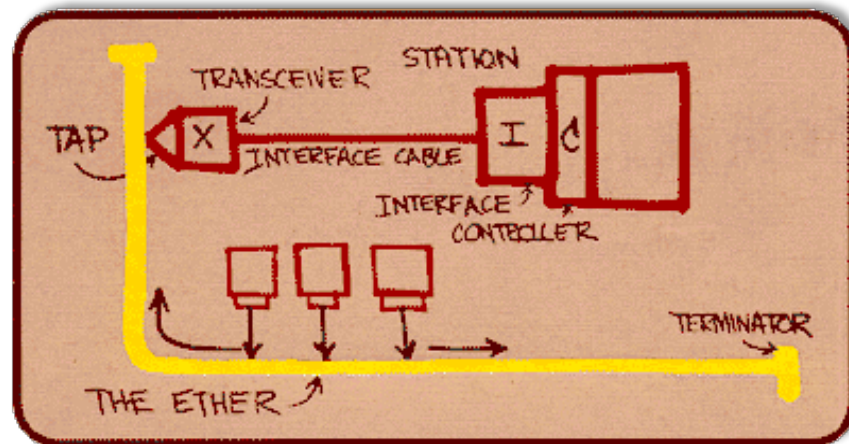 STATION
TRANSCEIVER
TAP
X
I
C
INTERFACE CABLE
INTERFACE
CONTROLLER
TERMINATOR
THE ETHER